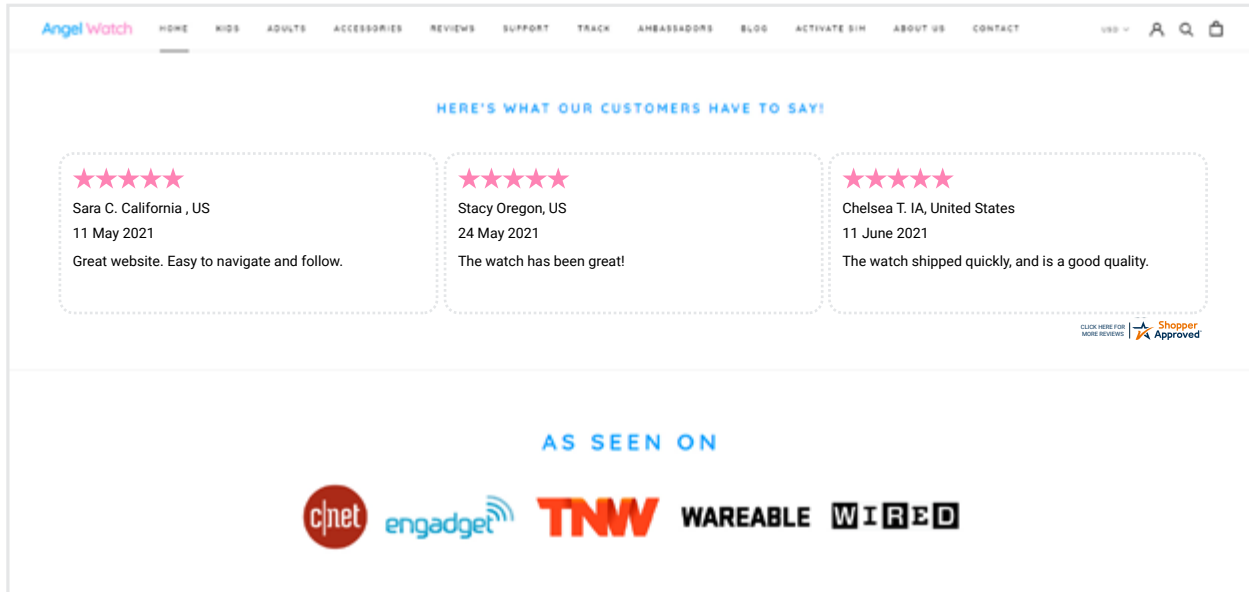 Angel Watch HOME KIDS ADULTS ACCESSORIES REVIEWS SUPPORT TRACK AMBASSADORS BLOG ACTIVATE SIM ABOUT US CONTACT USD
HERE'S WHAT OUR CUSTOMERS HAVE TO SAY!
Sara C. California , US
11 May 2021
Great website. Easy to navigate and follow.
Stacy Oregon, US
24 May 2021
The watch has been great!
Chelsea T. IA, United States
11 June 2021
The watch shipped quickly, and is a good quality.
CLICK HERE FOR
MORE REVIEWS
Shopper
Approved
AS SEEN ON
c|net engadget TNW WAREABLE WIRED